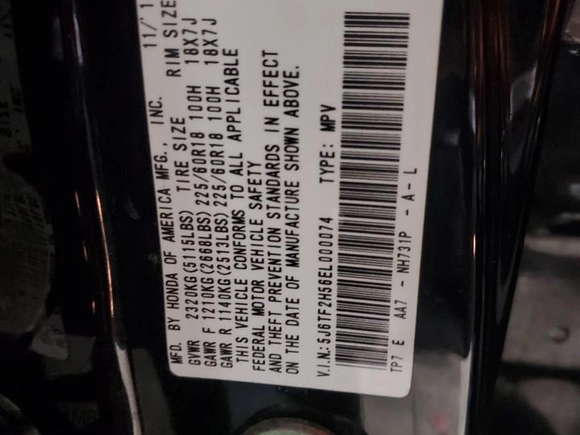 MFD. BY HONDA OF AMERICA MFG., INC. 11/1
GVWR 2320KG(5115LBS) TIRE SIZE RIM SIZE
GAWR F 1210KG(2668LBS) 225/60R18 100H 18X7J
GAWR R 1140KG(2513LBS) 225/60R18 100H 18X7J
THIS VEHICLE CONFORMS TO ALL APPLICABLE
FEDERAL MOTOR VEHICLE SAFETY
AND THEFT PREVENTION STANDARDS IN EFFECT
ON THE DATE OF MANUFACTURE SHOWN ABOVE.
V.I.N.:5J6TF2H56EL000074 TYPE: MPV
TP7 E AA7 - NH731P - A - L